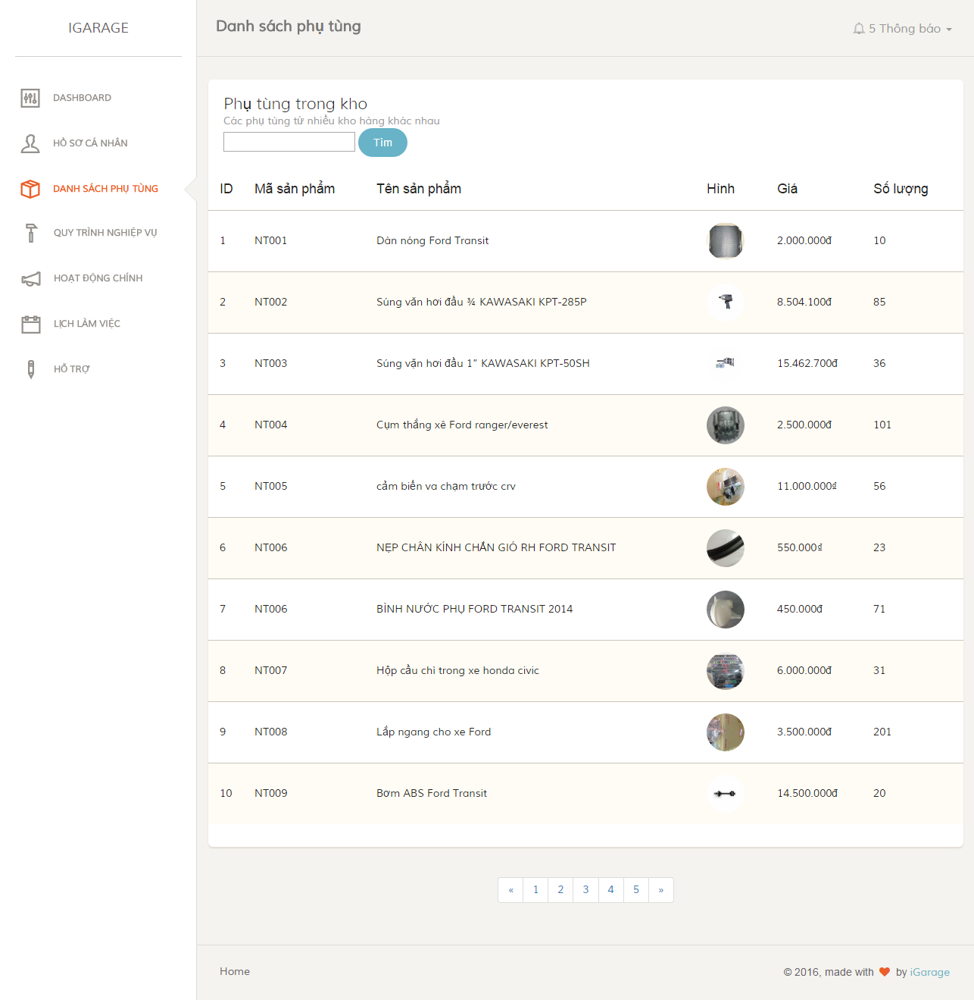 IGARAGE
DASHBOARD
HỒ SƠ CÁ NHÂN
DANH SÁCH PHỤ TÙNG
QUY TRÌNH NGHIỆP VỤ
HOẠT ĐỘNG CHÍNH
LỊCH LÀM VIỆC
HỖ TRỢ
Danh sách phụ tùng
5 Thông báo
Phụ tùng trong kho
Các phụ tùng từ nhiều kho hàng khác nhau
Tìm
ID Mã sản phẩm Tên sản phẩm Hình Giá Số lượng
1 NT001 Dàn nóng Ford Transit 2.000.000đ 10
2 NT002 Súng văn hơi đầu ¾ KAWASAKI KPT-285P 8.504.100đ 85
3 NT003 Súng vặn hơi đầu 1” KAWASAKI KPT-50SH 15.462.700đ 36
4 NT004 Cụm thắng xê Ford ranger/everest 2.500.000đ 101
5 NT005 cảm biến va chạm trước crv 11.000.000₫ 56
6 NT006 NẸP CHÂN KÍNH CHẮN GIÓ RH FORD TRANSIT 550.000₫ 23
7 NT006 BÌNH NƯỚC PHỤ FORD TRANSIT 2014 450.000đ 71
8 NT007 Hộp cầu chì trong xe honda civic 6.000.000đ 31
9 NT008 Lắp ngang cho xe Ford 3.500.000đ 201
10 NT009 Bơm ABS Ford Transit 14.500.000đ 20
« 1 2 3 4 5 »
Home
© 2016, made with ❤ by iGarage